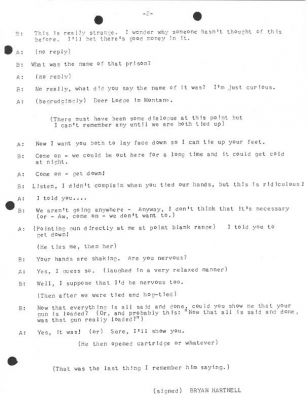 -2-
B: This is really strange. I wonder why someone hasn't thought of this
before. I'll bet there's good money in it.
A: (no reply)
B: What was the name of that prison?
A: (no reply)
B: No really, what did you say the name of it was? I'm just curious.
A: (begrudgingly) Deer Lodge in Montana.
(There must have been some dialogue at this point but
I can't remember any until we are both tied up)
A: Now I want you both to lay face down so I can tie up your feet.
B: Come on - we could be out here for a long time and it could get cold
at night.
A: Come on - get down!
B: Listen, I didn't complain when you tied our hands, but this is ridiculous!
A: I told you....
B: We aren't going anywhere - Anyway, I don't think that it's necessary
(or - Aw, come on - we don't want to.)
A: (Pointing gun directly at me at point blank range) I told you to
get down!
(He ties me, then her)
B: Your hands are shaking. Are you nervous?
A: Yes, I guess so. (laughed in a very relaxed manner)
B: Well, I suppose that I'd be nervous too.
(Then after we were tied and hog-tied)
B: Now that everything is all said and done, could you show me that your
gun is loaded? (Or, and probably this: "Now that all is said and done,
was that gun really loaded?")
A: Yes, it was! (or) Sure, I'll show you.
(He then opened cartridge or whatever)
(That was the last thing I remember him saying.)
(signed) BRYAN HARTNELL